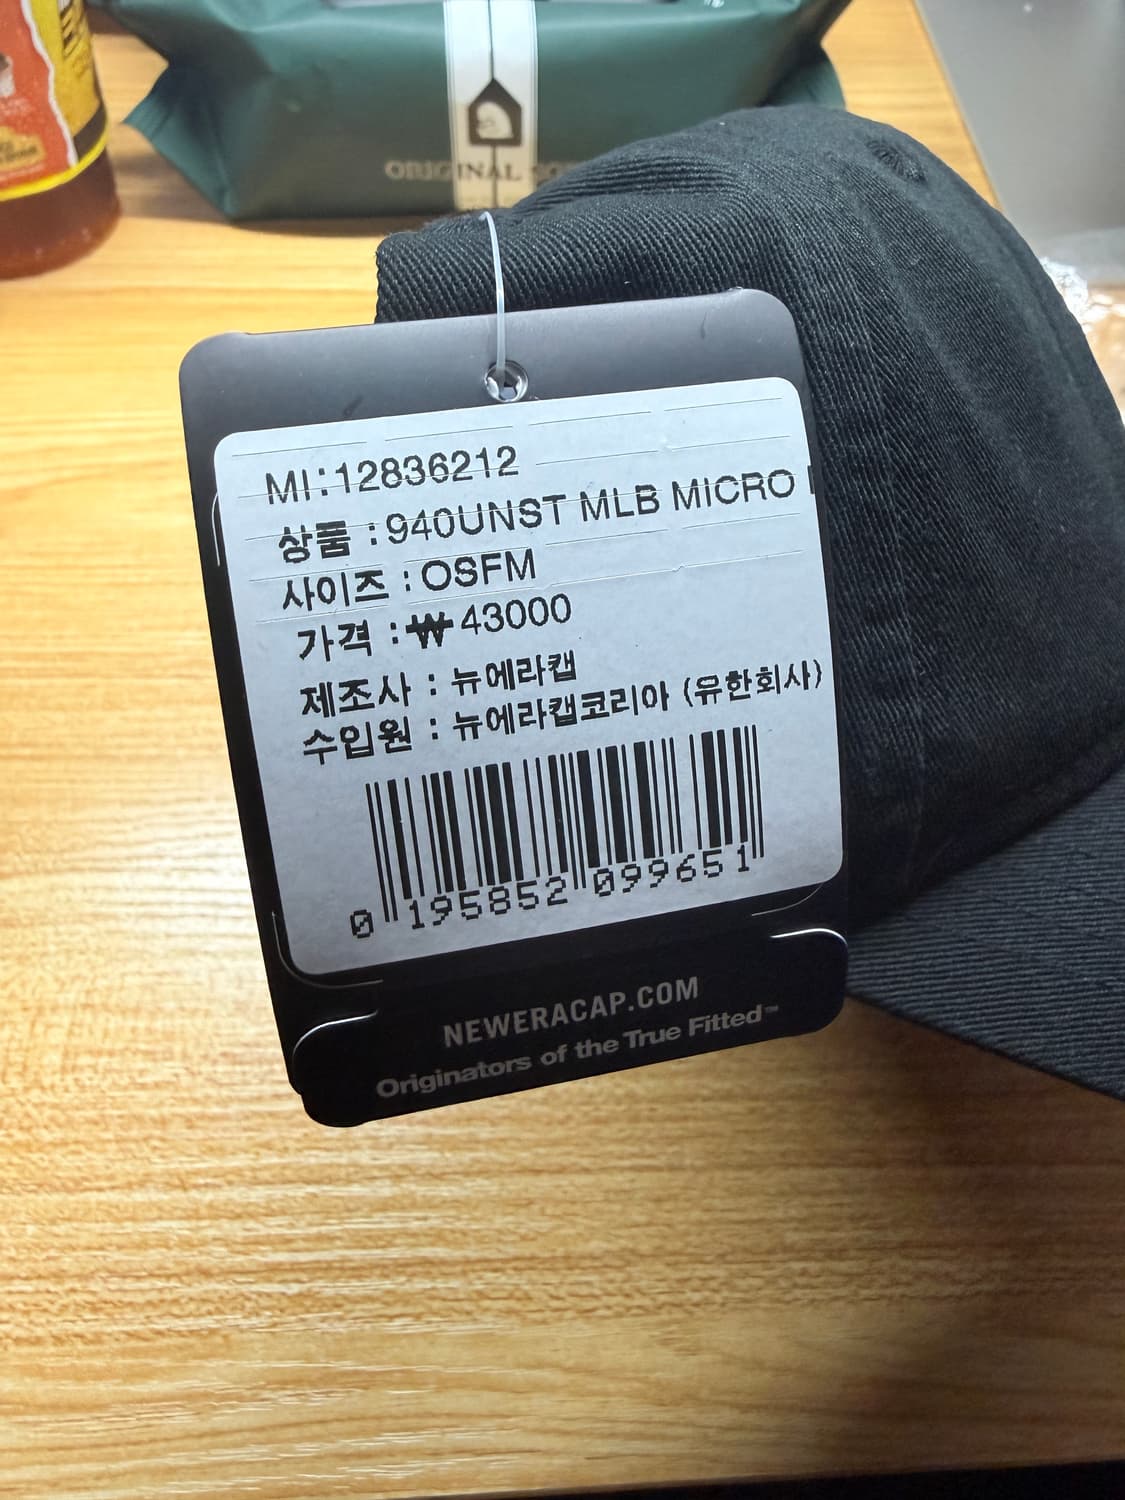 ORIGINAL
MI:12836212
상품 :940UNST MLB MICRO
사이즈 :OSFM
가격 :₩43000
제조사 : 뉴에라캡
수입원 : 뉴에라캡코리아 (유한회사)
0 195852 099651
NEWERACAP.COM
Originators of the True Fitted™